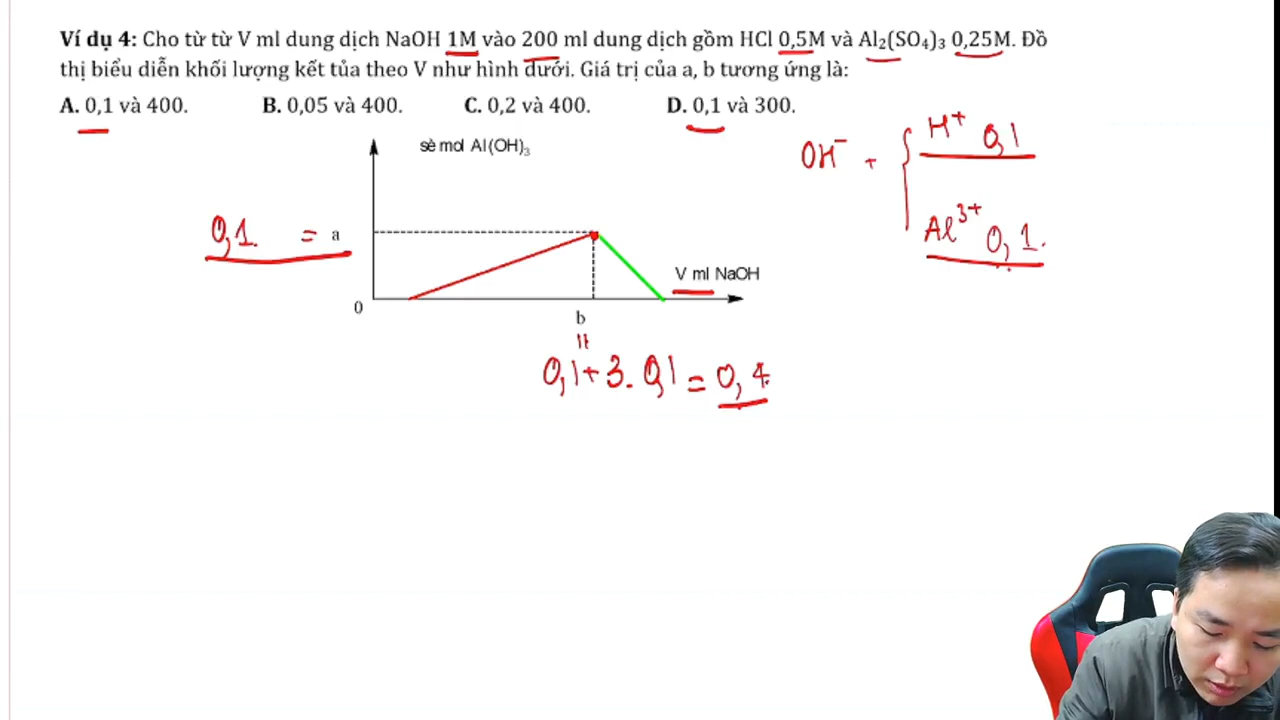 Ví dụ 4: Cho từ từ V ml dung dịch NaOH 1M vào 200 ml dung dịch gồm HCl 0,5M và Al₂(SO₄)₃ 0,25M. Đồ
thị biểu diễn khối lượng kết tủa theo V như hình dưới. Giá trị của a, b tương ứng là:
A. 0,1 và 400. B. 0,05 và 400. C. 0,2 và 400. D. 0,1 và 300.
sè mol Al(OH)₃
OH⁻ + { H⁺ 0,1
Al³⁺ 0,1.
0,1 = a
V ml NaOH
0
b
=
0,1 + 3. 0,1 = 0,4